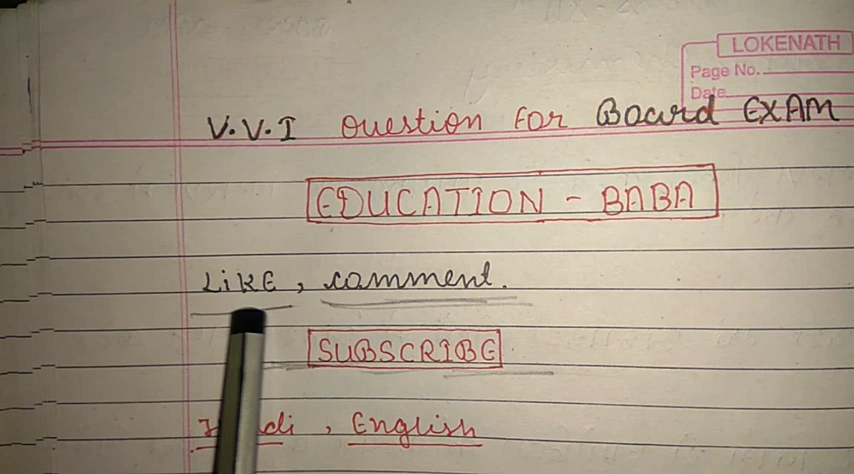 LOKENATH
Page No.
Date
V.V.I Question For Board EXAM
EDUCATION - BABA
LiKE, comment.
SUBSCRIBE
, English